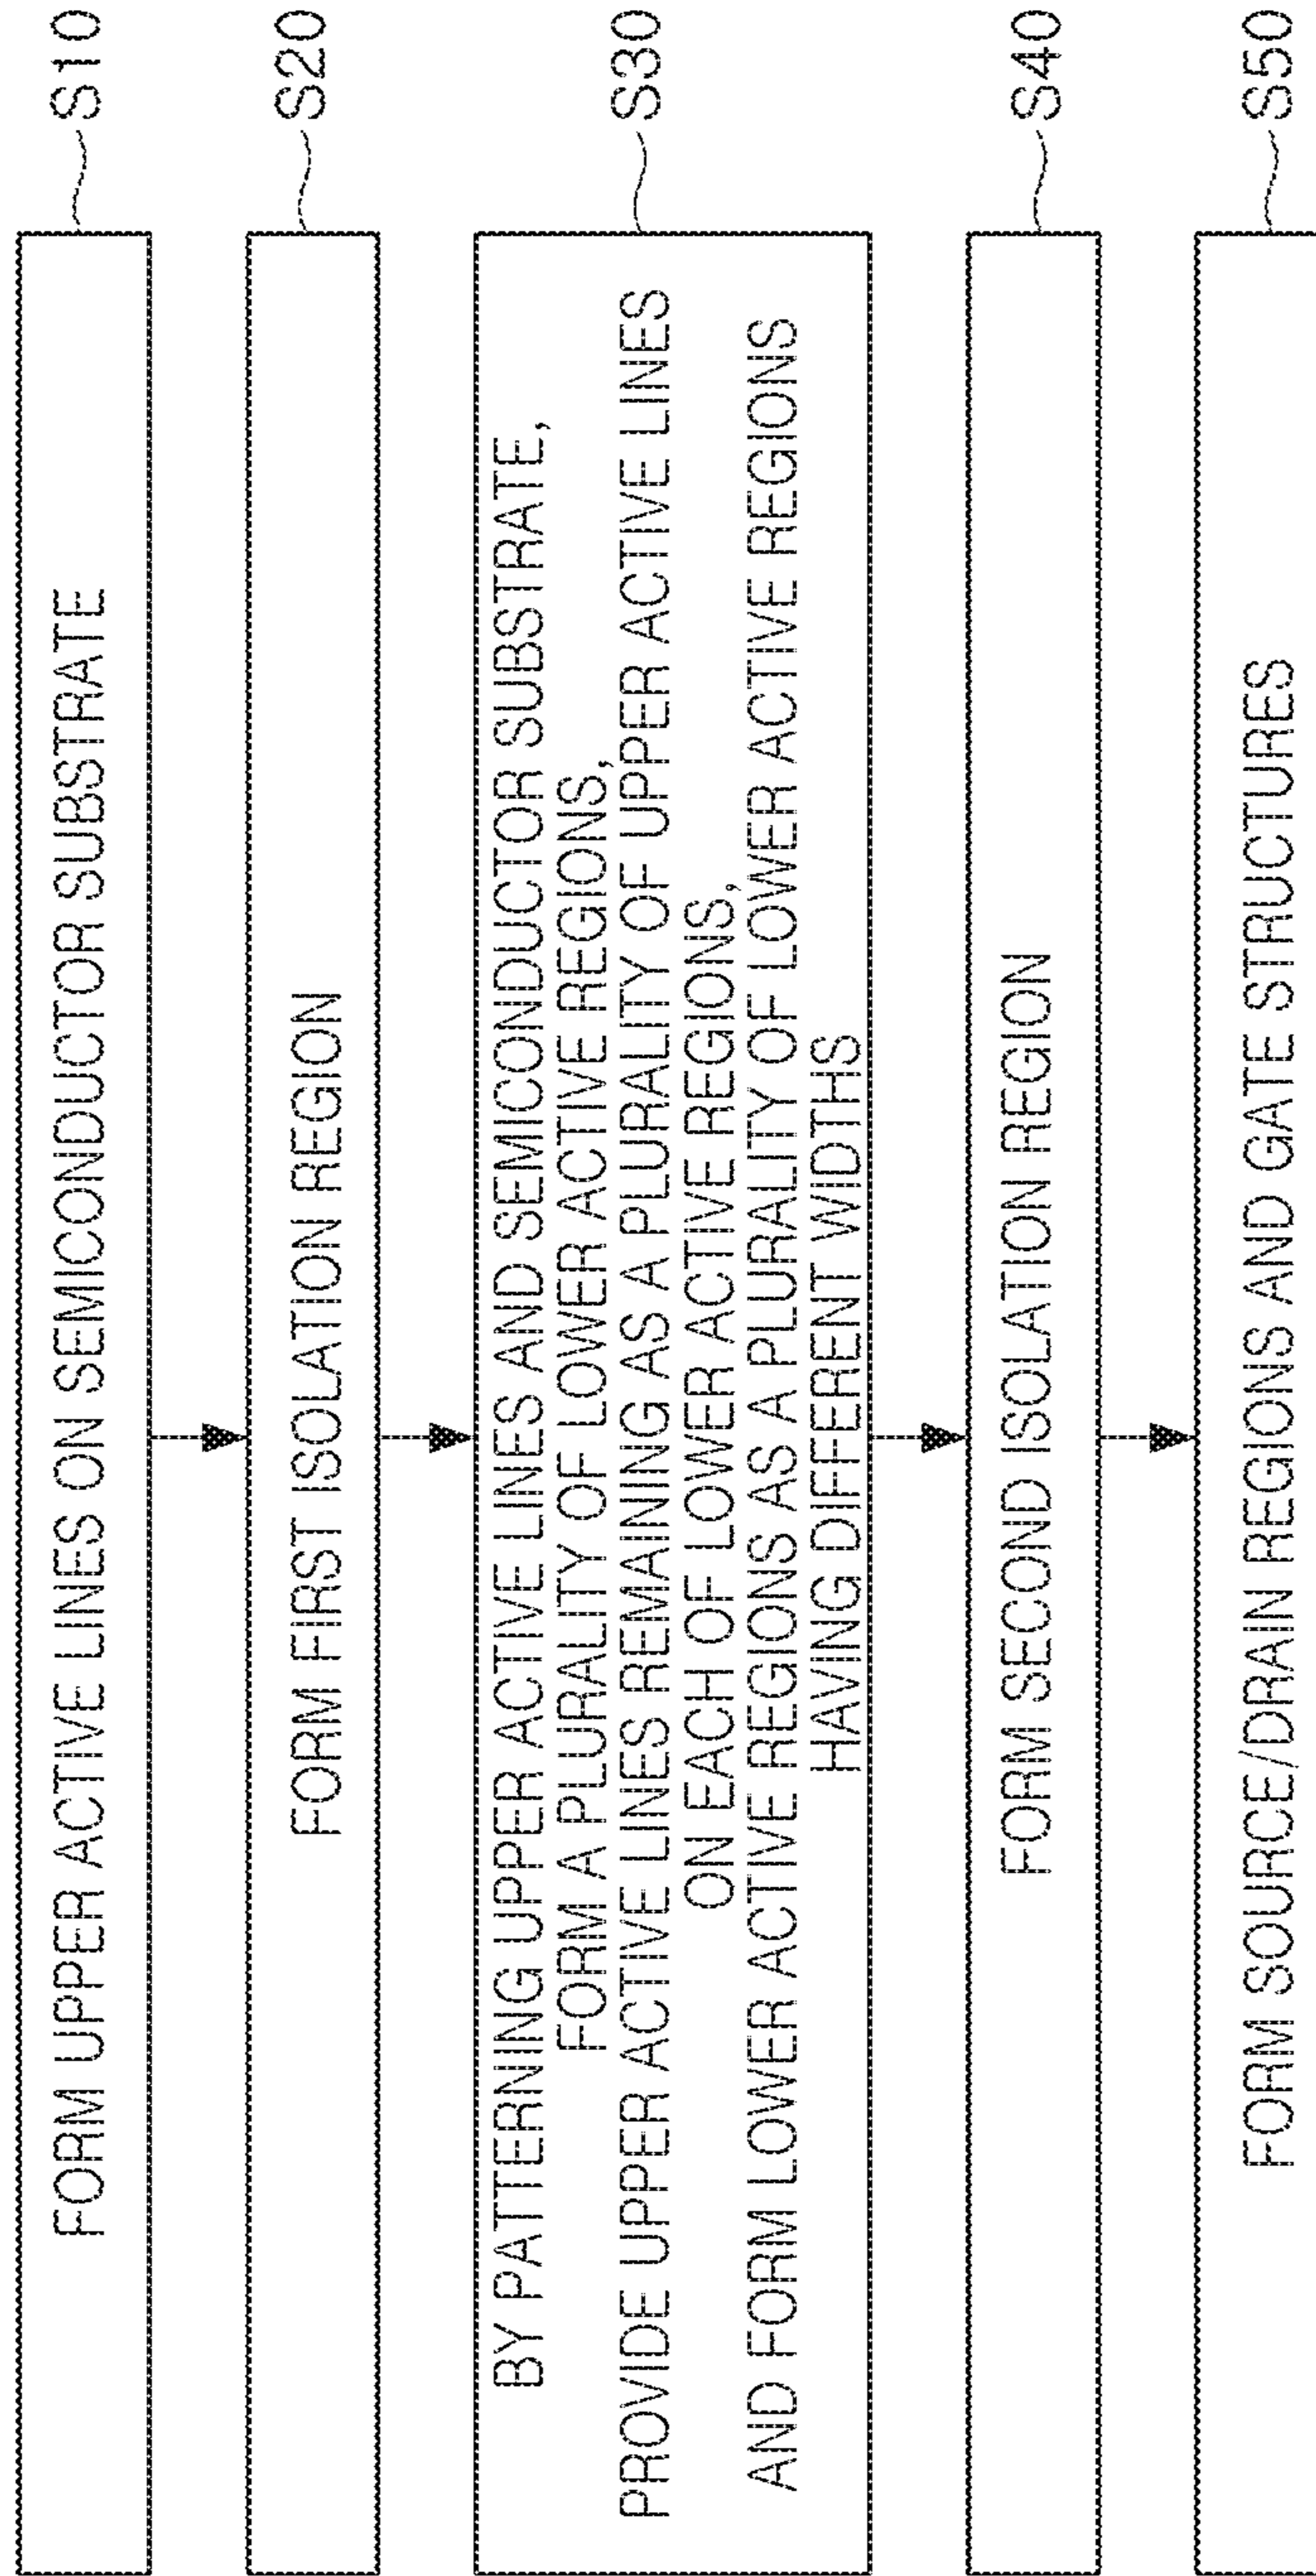 FORM UPPER ACTIVE LINES ON SEMICONDUCTOR SUBSTRATE
S10
FORM FIRST ISOLATION REGION
S20
BY PATTERNING UPPER ACTIVE LINES AND SEMICONDUCTOR SUBSTRATE,
FORM A PLURALITY OF LOWER ACTIVE REGIONS,
PROVIDE UPPER ACTIVE LINES REMAINING AS A PLURALITY OF UPPER ACTIVE LINES
ON EACH OF LOWER ACTIVE REGIONS,
AND FORM LOWER ACTIVE REGIONS AS A PLURALITY OF LOWER ACTIVE REGIONS
HAVING DIFFERENT WIDTHS
S30
FORM SECOND ISOLATION REGION
S40
FORM SOURCE/DRAIN REGIONS AND GATE STRUCTURES
S50